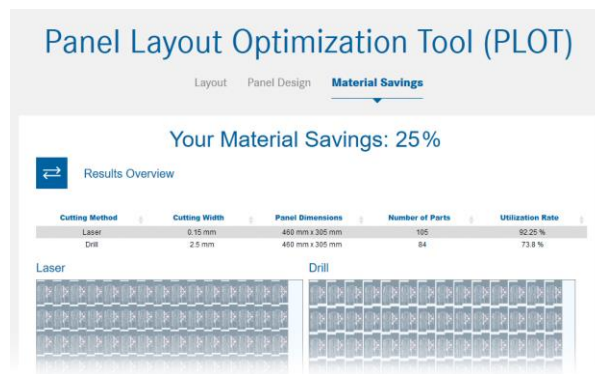 Panel Layout Optimization Tool (PLOT)
Layout Panel Design Material Savings
Your Material Savings: 25%
Results Overview
Cutting Method Cutting Width Panel Dimensions Number of Parts Utilization Rate
Laser 0.15 mm 460 mm x 305 mm 105 92.25 %
Drill 2.5 mm 460 mm x 305 mm 84 73.8 %
Laser Drill